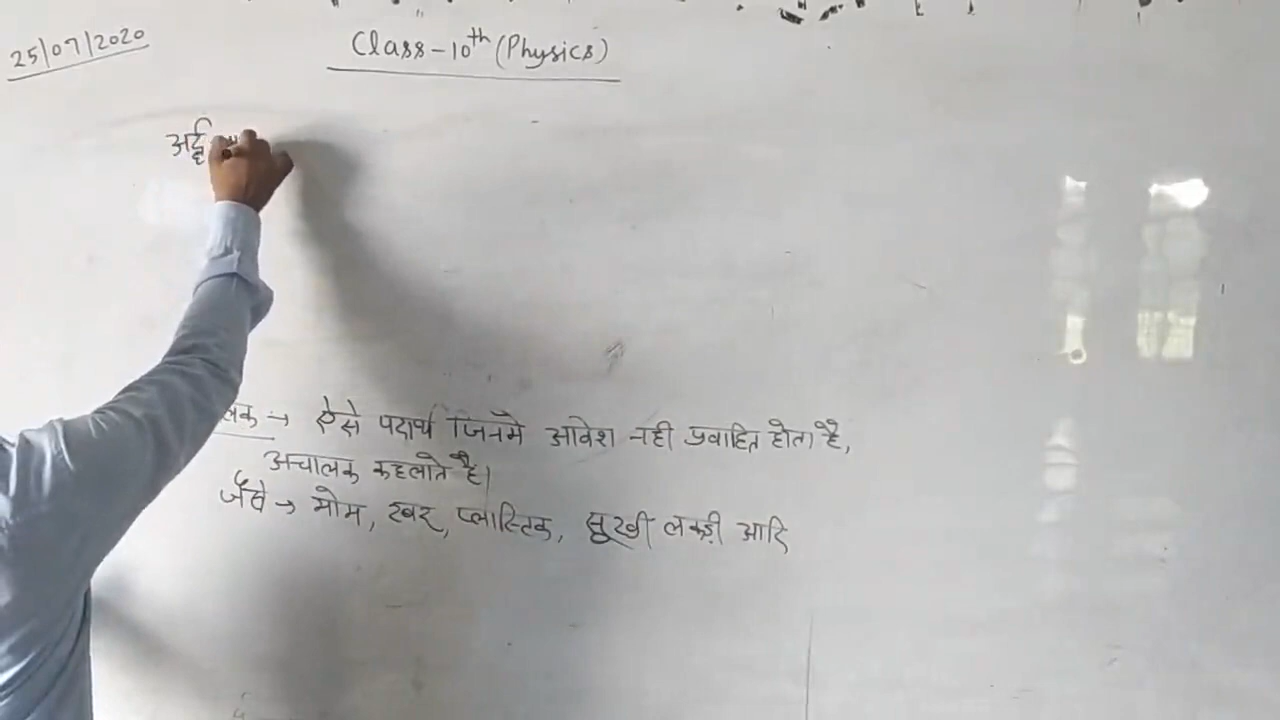 25/07/2020
Class-10th (Physics)
अर्द्ध
लक :→ ऐसे पदार्थ जिनमें आवेश नही प्रवाहित होता है,
अचालक कहलाते है।
जैसे → मोम, रबर, प्लास्टिक, सूखी लकड़ी आदि